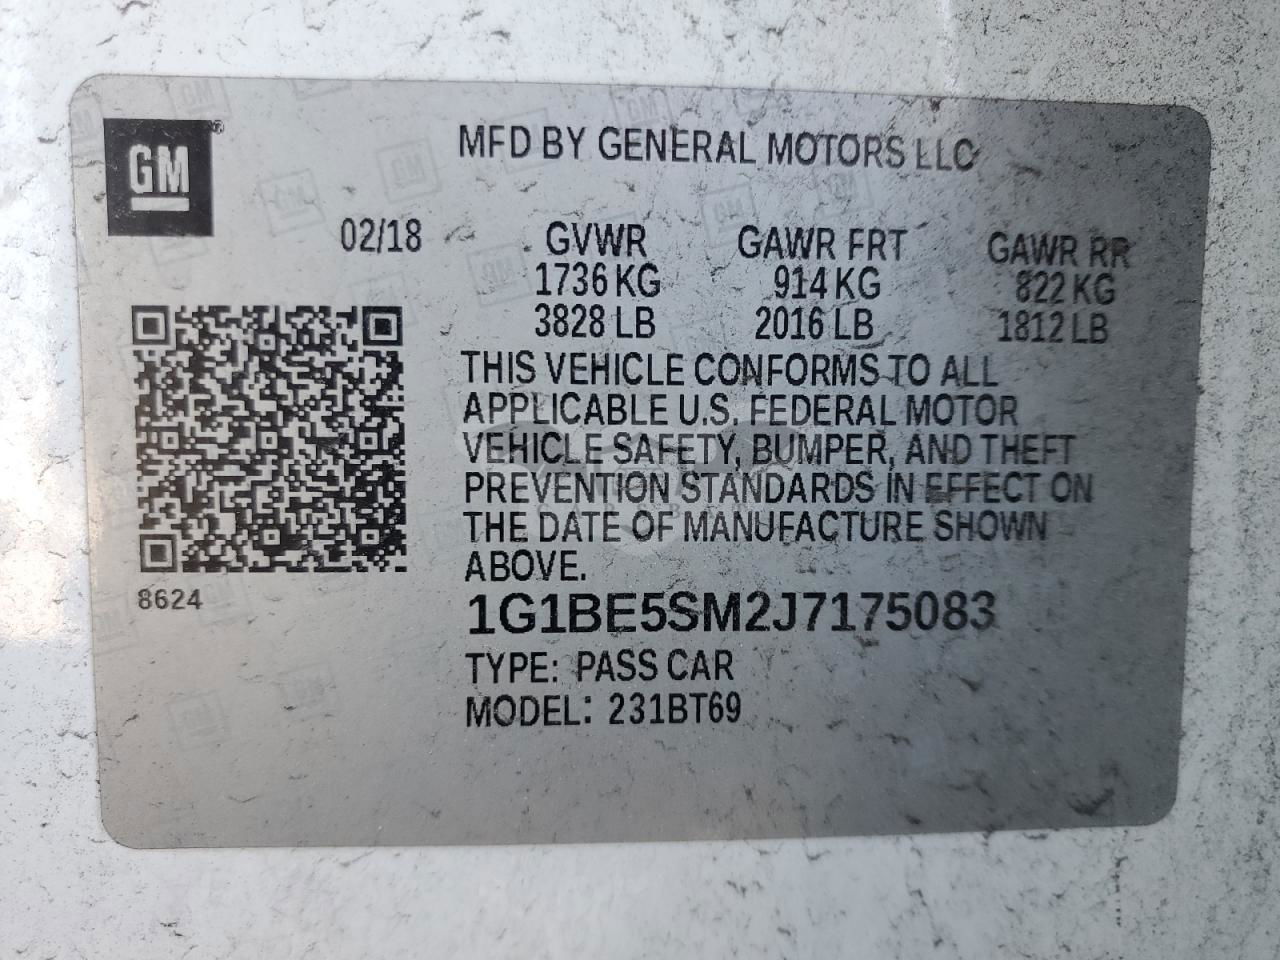 GM
®
MFD BY GENERAL MOTORS LLC
02/18 GVWR GAWR FRT GAWR RR
1736 KG 914 KG 822 KG
3828 LB 2016 LB 1812 LB
THIS VEHICLE CONFORMS TO ALL
APPLICABLE U.S. FEDERAL MOTOR
VEHICLE SAFETY, BUMPER, AND THEFT
PREVENTION STANDARDS IN EFFECT ON
THE DATE OF MANUFACTURE SHOWN
ABOVE.
8624
1G1BE5SM2J7175083
TYPE: PASS CAR
MODEL: 231BT69